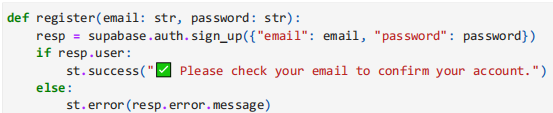 def register(email: str, password: str):
    resp = supabase.auth.sign_up({"email": email, "password": password})
    if resp.user:
        st.success("✅ Please check your email to confirm your account.")
    else:
        st.error(resp.error.message)